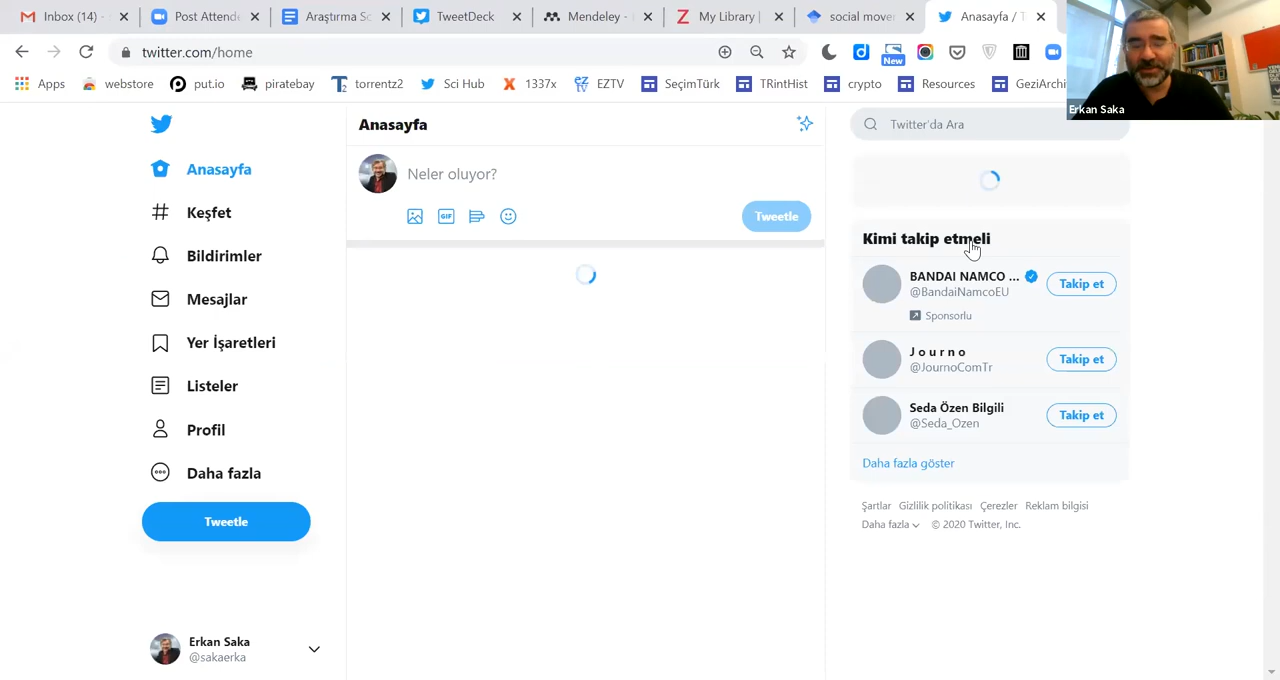 Inbox (14) -
Post Attende
Araştırma So
TweetDeck
Mendeley -
My Library |
social mover
Anasayfa / T
twitter.com/home
New
Apps
webstore
put.io
piratebay
torrentz2
Sci Hub
1337x
EZTV
SeçimTürk
TRintHist
crypto
Resources
GeziArchi
Erkan Saka
Anasayfa
Keşfet
Bildirimler
Mesajlar
Yer İşaretleri
Listeler
Profil
Daha fazla
Tweetle
Erkan Saka
@sakaerka
Anasayfa
Neler oluyor?
GIF
Tweetle
Twitter'da Ara
Kimi takip etmeli
BANDAI NAMCO ...
@BandaiNamcoEU
Takip et
Sponsorlu
J o u r n o
@JournoComTr
Takip et
Seda Özen Bilgili
@Seda_Ozen
Takip et
Daha fazla göster
Şartlar Gizlilik politikası Çerezler Reklam bilgisi
Daha fazla © 2020 Twitter, Inc.